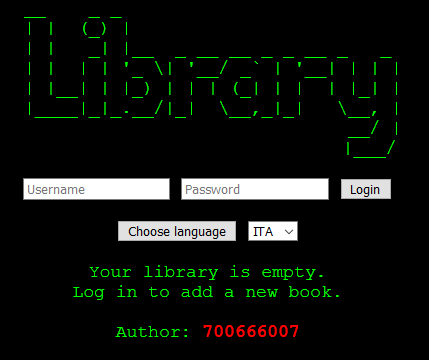 Library
Username Password Login
Choose language ITA
Your library is empty.
Log in to add a new book.
Author: 700666007